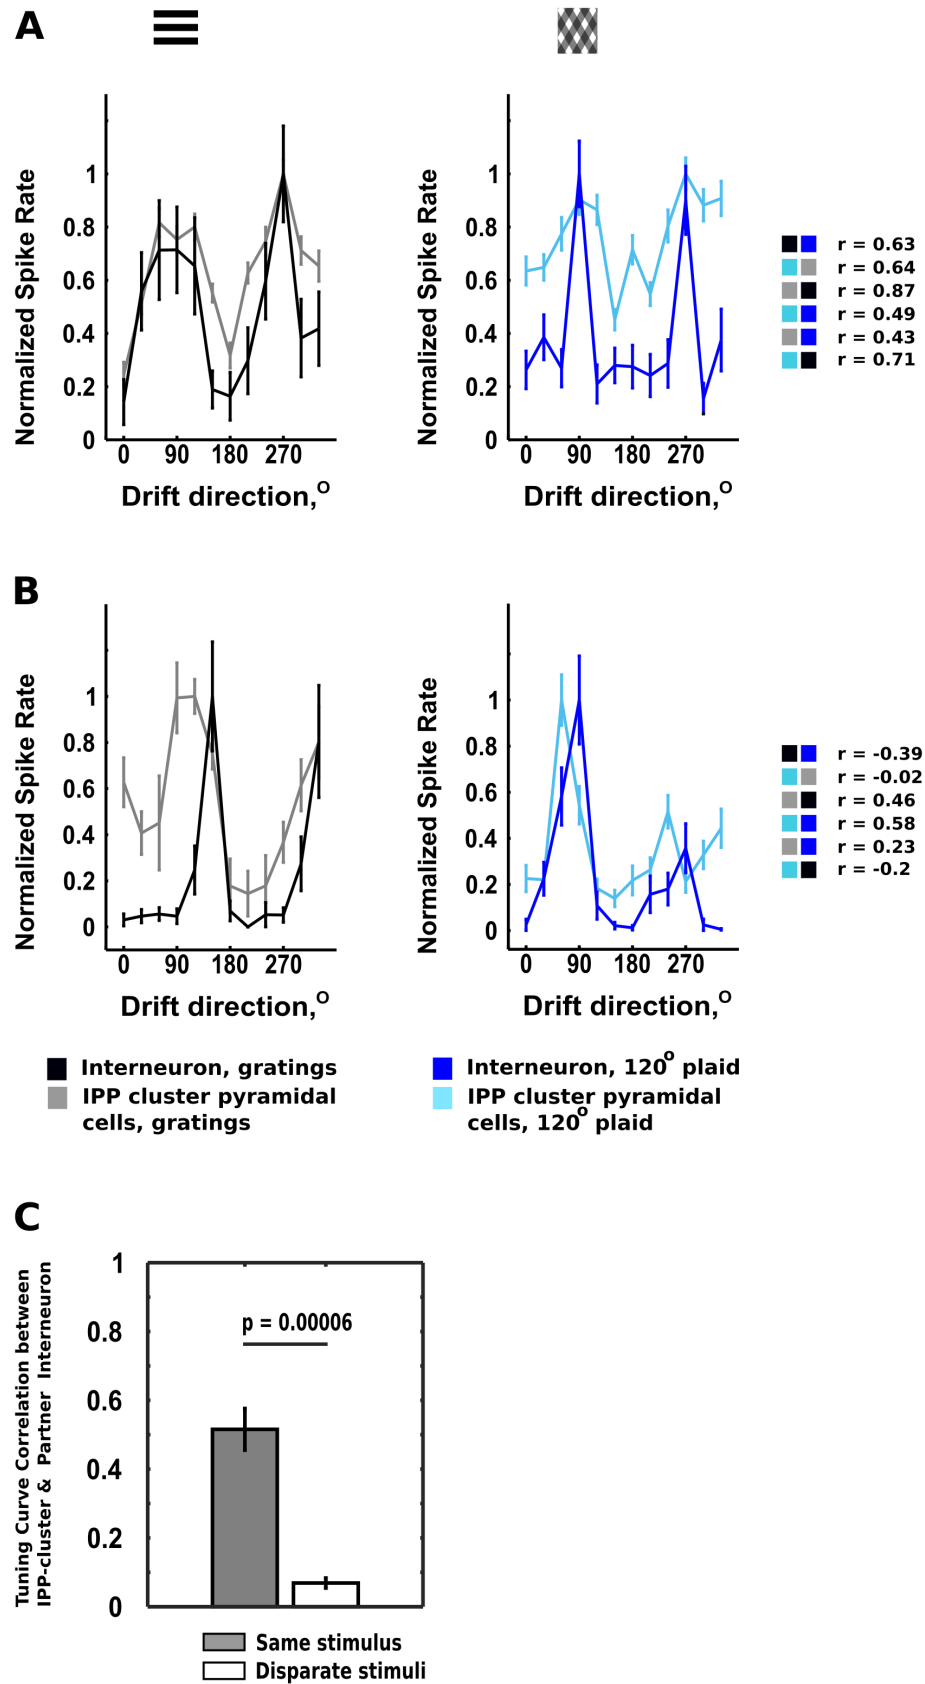 A
Normalized Spike Rate
1
0.8
0.6
0.4
0.2
0
0 90 180 270
Drift direction,O
Normalized Spike Rate
1
0.8
0.6
0.4
0.2
0
0 90 180 270
Drift direction,O
r = 0.63
r = 0.64
r = 0.87
r = 0.49
r = 0.43
r = 0.71
B
Normalized Spike Rate
1
0.8
0.6
0.4
0.2
0
0 90 180 270
Drift direction,O
Normalized Spike Rate
1
0.8
0.6
0.4
0.2
0
0 90 180 270
Drift direction,O
r = -0.39
r = -0.02
r = 0.46
r = 0.58
r = 0.23
r = -0.2
Interneuron, gratings
IPP cluster pyramidal
cells, gratings
Interneuron, 120o plaid
IPP cluster pyramidal
cells, 120o plaid
C
Tuning Curve Correlation between
IPP-cluster & Partner Interneuron
1
0.8
0.6
0.4
0.2
0
p = 0.00006
Same stimulus
Disparate stimuli